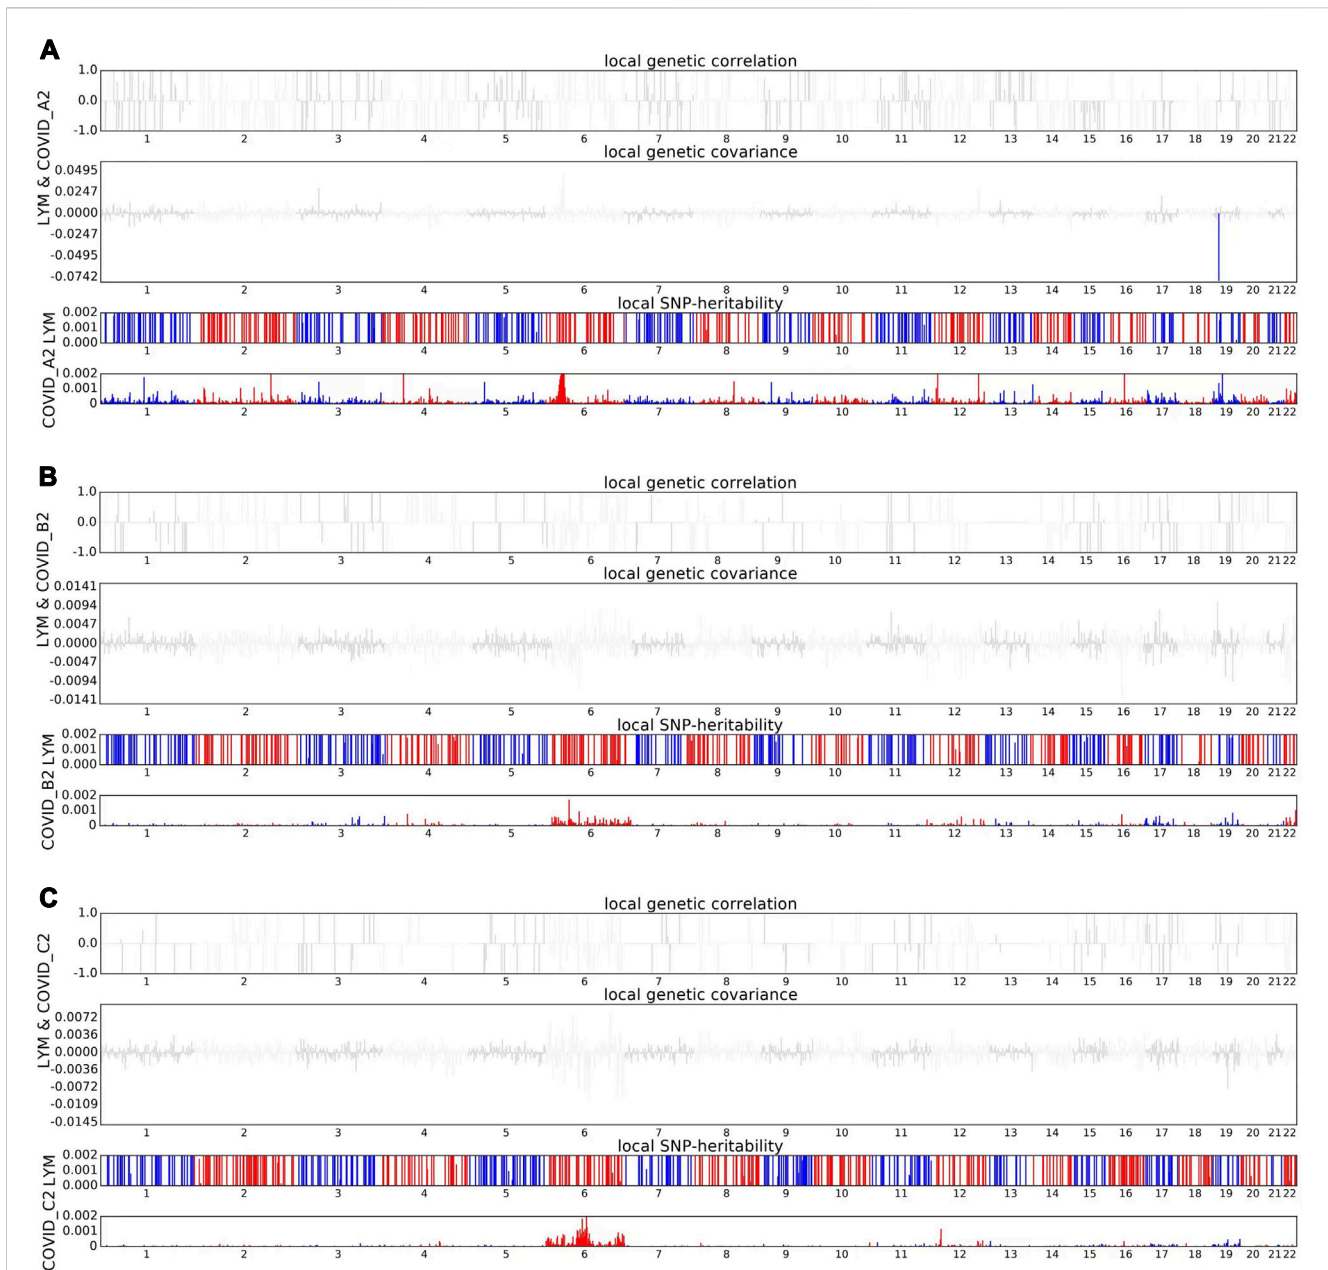 A
local genetic correlation
LYM & COVID_A2
1.0
0.0
-1.0
1 2 3 4 5 6 7 8 9 10 11 12 13 14 15 16 17 18 19 20 21 22
local genetic covariance
0.0495
0.0247
0.0000
-0.0247
-0.0495
-0.0742
1 2 3 4 5 6 7 8 9 10 11 12 13 14 15 16 17 18 19 20 21 22
local SNP-heritability
COVID_A2 LYM
0.002
0.001
0.000
1 2 3 4 5 6 7 8 9 10 11 12 13 14 15 16 17 18 19 20 21 22
0.002
0.001
0
1 2 3 4 5 6 7 8 9 10 11 12 13 14 15 16 17 18 19 20 21 22
B
local genetic correlation
LYM & COVID_B2
1.0
0.0
-1.0
1 2 3 4 5 6 7 8 9 10 11 12 13 14 15 16 17 18 19 20 21 22
local genetic covariance
0.0141
0.0094
0.0047
0.0000
-0.0047
-0.0094
-0.0141
1 2 3 4 5 6 7 8 9 10 11 12 13 14 15 16 17 18 19 20 21 22
local SNP-heritability
COVID_B2 LYM
0.002
0.001
0.000
1 2 3 4 5 6 7 8 9 10 11 12 13 14 15 16 17 18 19 20 21 22
0.002
0.001
0
1 2 3 4 5 6 7 8 9 10 11 12 13 14 15 16 17 18 19 20 21 22
C
local genetic correlation
LYM & COVID_C2
1.0
0.0
-1.0
1 2 3 4 5 6 7 8 9 10 11 12 13 14 15 16 17 18 19 20 21 22
local genetic covariance
0.0072
0.0036
0.0000
-0.0036
-0.0072
-0.0109
-0.0145
1 2 3 4 5 6 7 8 9 10 11 12 13 14 15 16 17 18 19 20 21 22
local SNP-heritability
COVID_C2 LYM
0.002
0.001
0.000
1 2 3 4 5 6 7 8 9 10 11 12 13 14 15 16 17 18 19 20 21 22
0.002
0.001
0
1 2 3 4 5 6 7 8 9 10 11 12 13 14 15 16 17 18 19 20 21 22